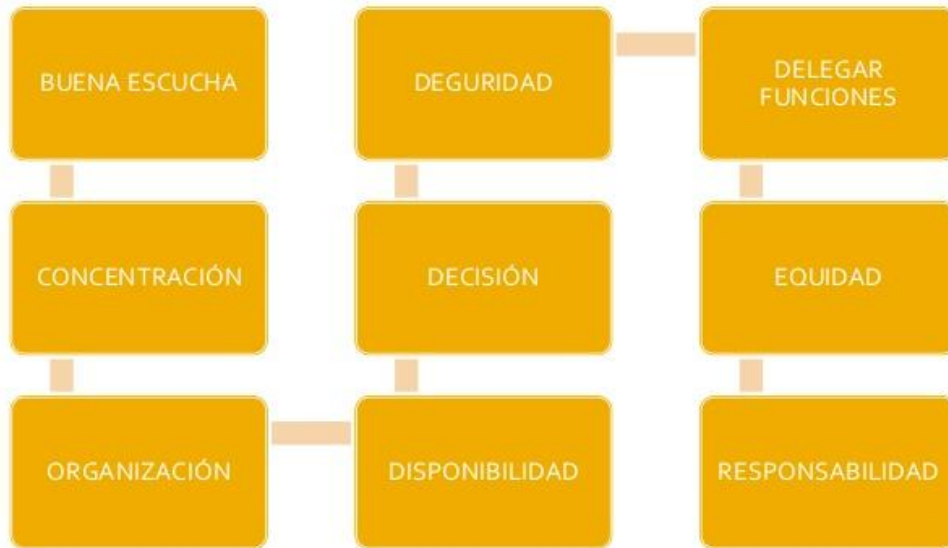 BUENA ESCUCHA
CONCENTRACIÓN
ORGANIZACIÓN
DISPONIBILIDAD
DECISIÓN
DEGURIDAD
DELEGAR
FUNCIONES
EQUIDAD
RESPONSABILIDAD